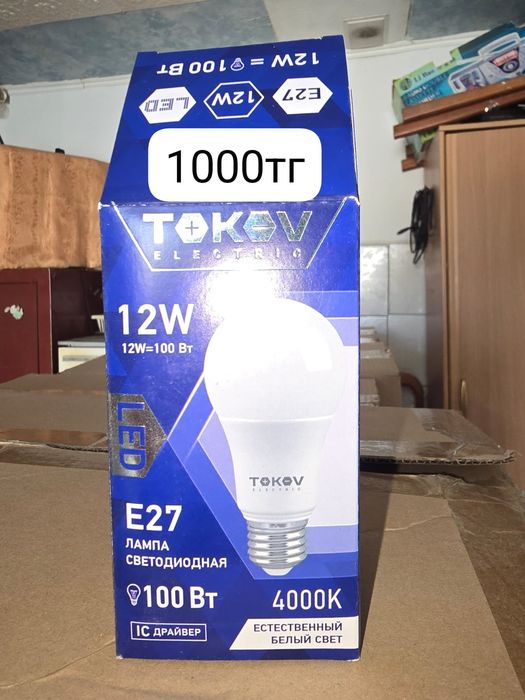 12W = 100 Вт
LED 12W E27
1000тг
TOKOV
ELECTRIC
12W
12W=100 Вт
LED
TOKOV
ELECTRIC
E27
ЛАМПА
СВЕТОДИОДНАЯ
100 Вт
4000K
IC ДРАЙВЕР
ЕСТЕСТВЕННЫЙ
БЕЛЫЙ СВЕТ